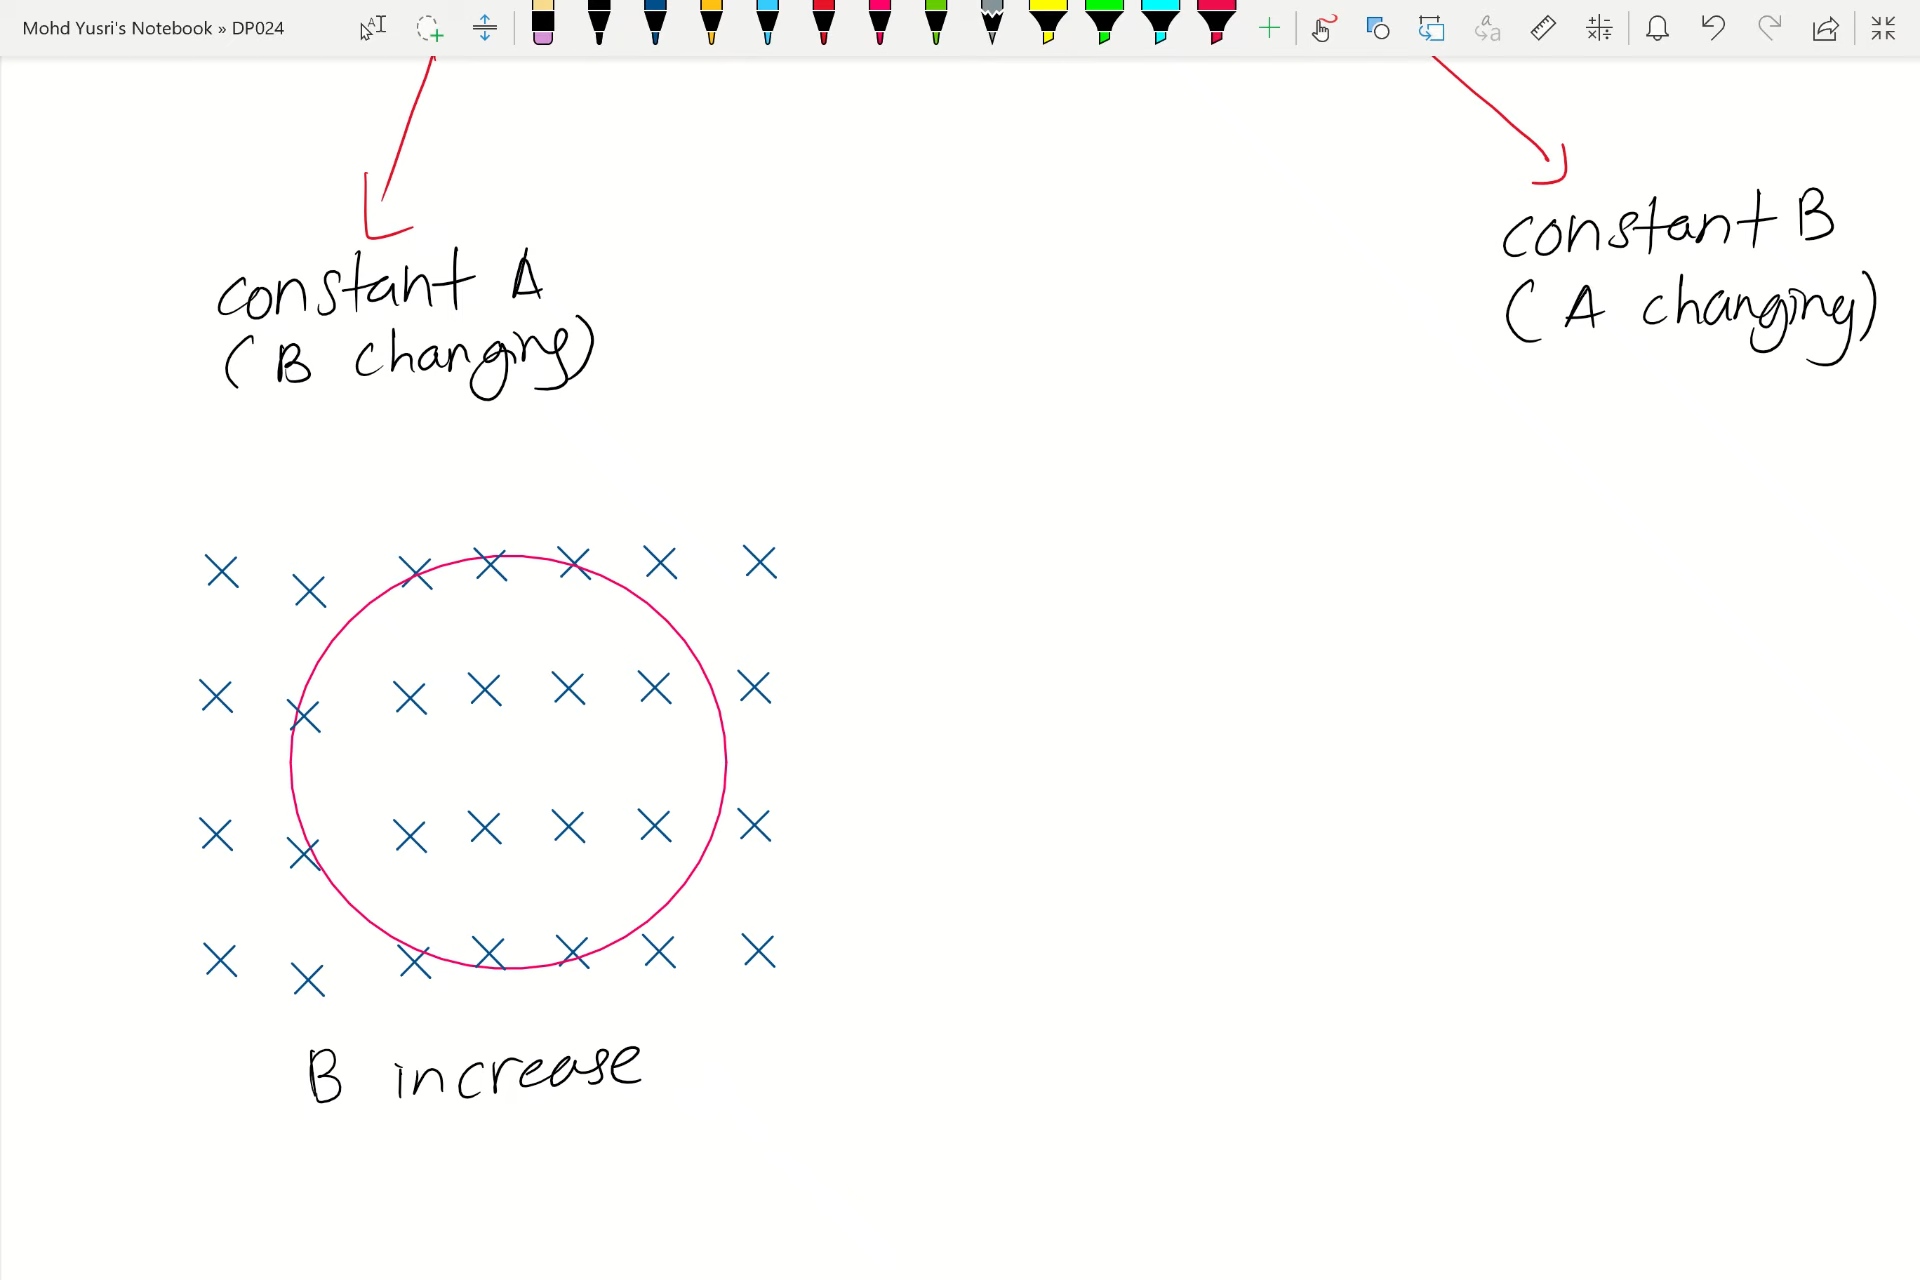 Mohd Yusri's Notebook » DP024
constant A
(B changing)
constant B
(A changing)
B increase